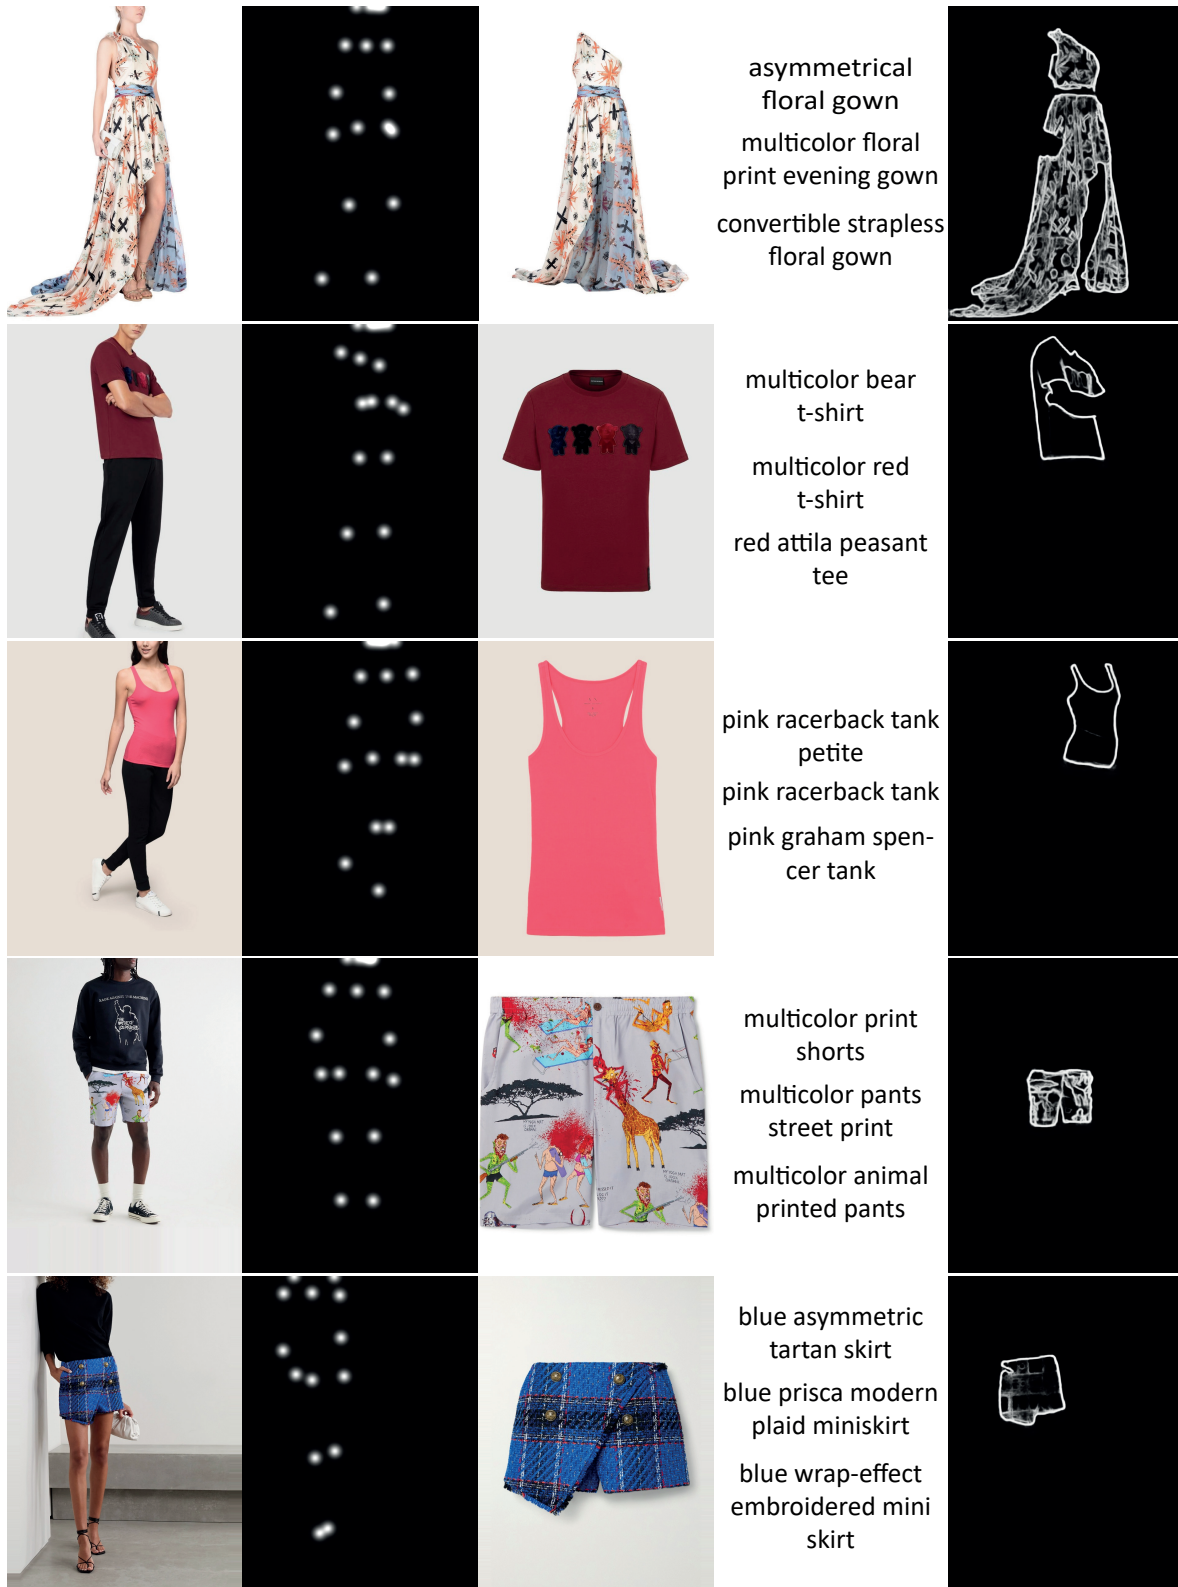 asymmetrical
floral gown
multicolor floral
print evening gown
convertible strapless
floral gown
multicolor bear
t-shirt
multicolor red
t-shirt
red attila peasant
tee
pink racerback tank
petite
pink racerback tank
pink graham spen-
cer tank
multicolor print
shorts
multicolor pants
street print
multicolor animal
printed pants
blue asymmetric
tartan skirt
blue prisca modern
plaid miniskirt
blue wrap-effect
embroidered mini
skirt